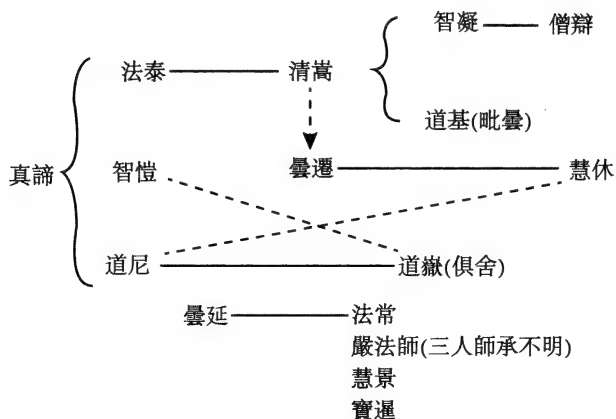 智凝 僧辯
法泰 清嵩
道基(毗曇)
真諦 智愷 曇遷 慧休
道尼 道嶽(俱舍)
曇延 法常
嚴法師(三人師承不明)
慧景
寶暹